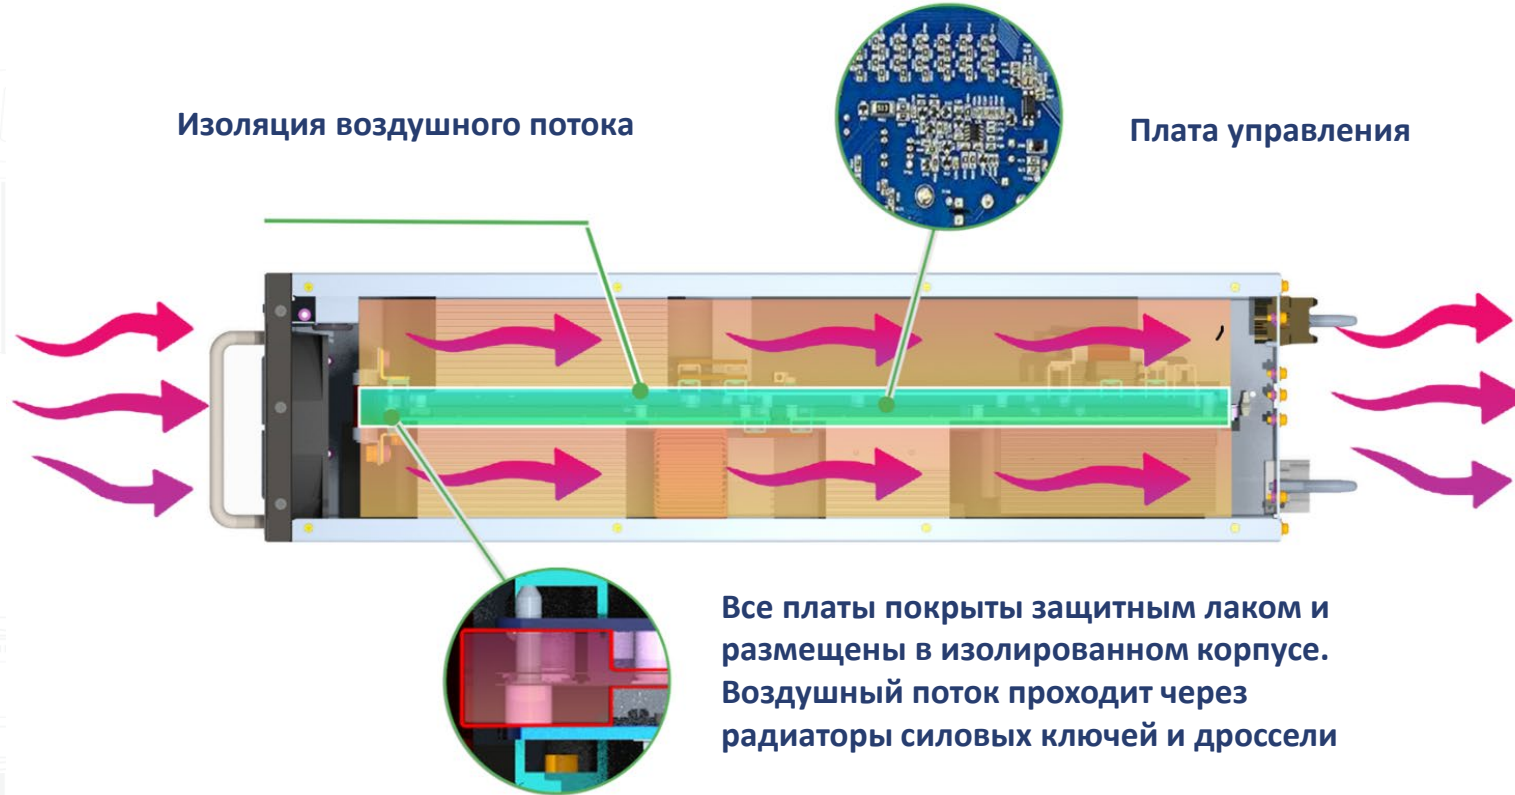 Изоляция воздушного потока
Плата управления
Все платы покрыты защитным лаком и
размещены в изолированном корпусе.
Воздушный поток проходит через
радиаторы силовых ключей и дроссели